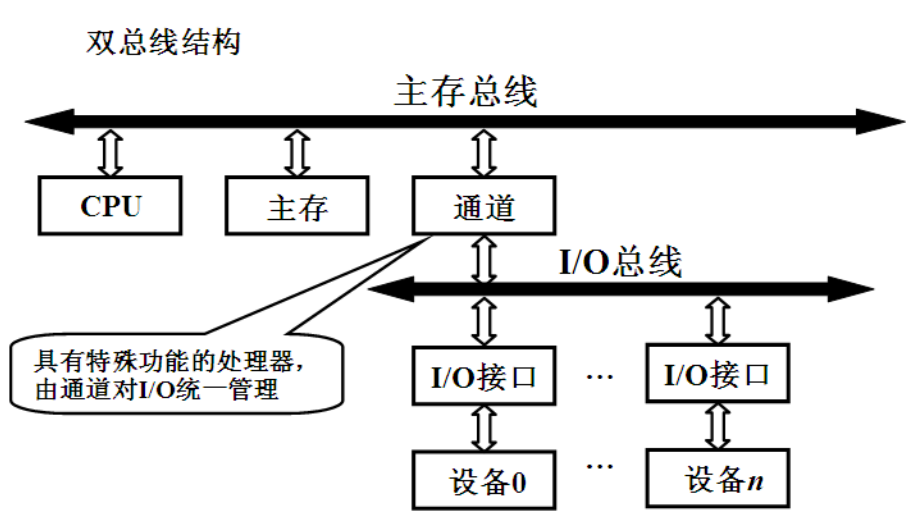 双总线结构
主存总线
CPU
主存
通道
I/O总线
具有特殊功能的处理器，
由通道对I/O统一管理
I/O接口
…
I/O接口
设备0
…
设备n